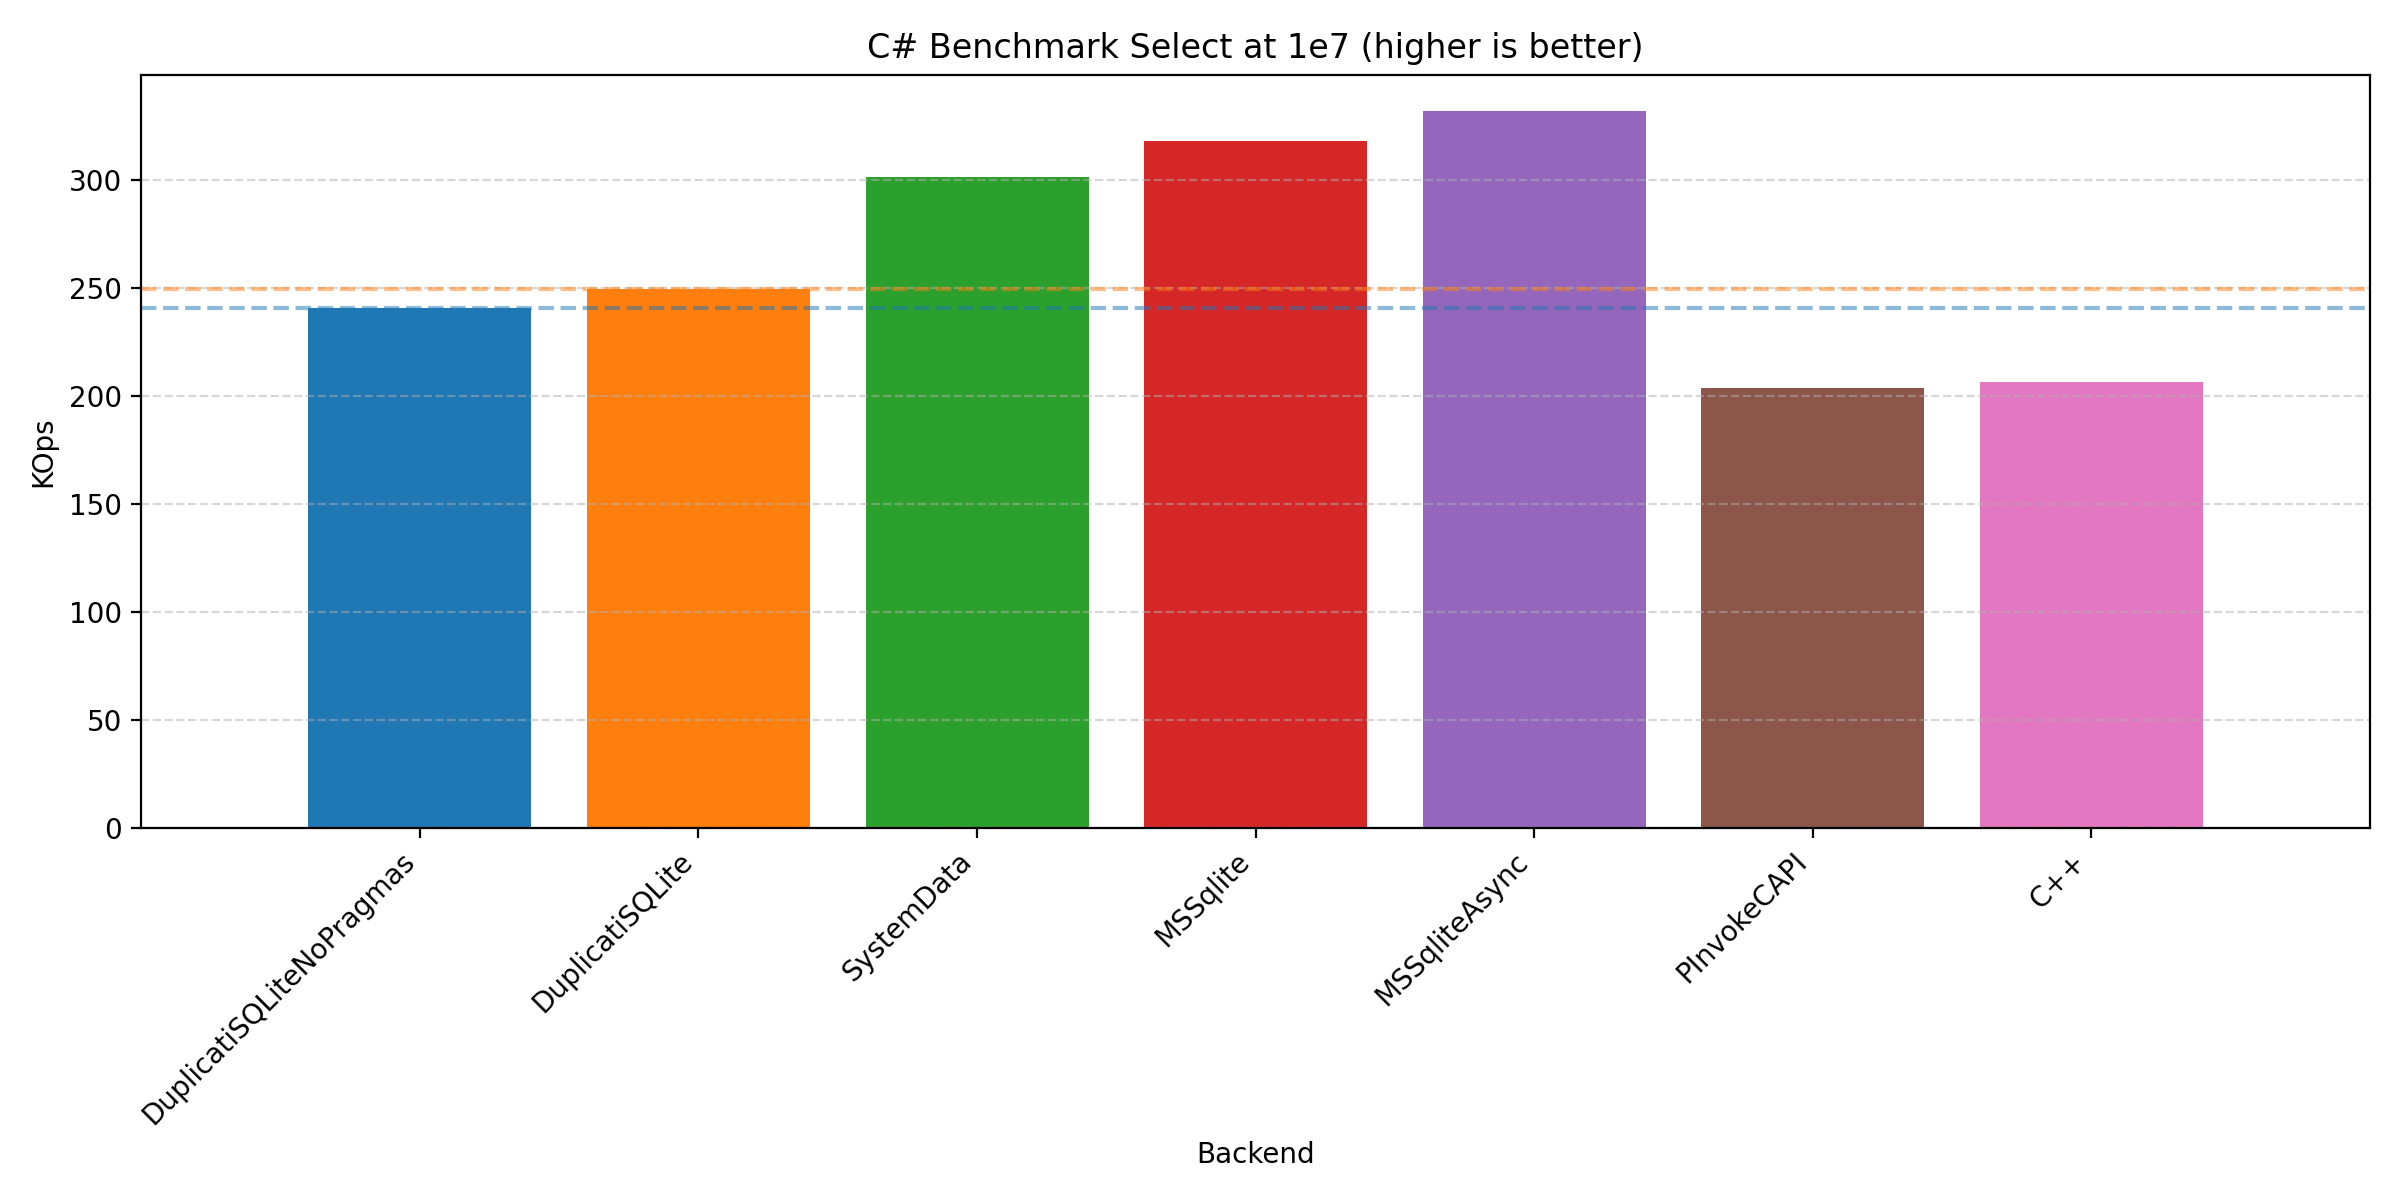 C# Benchmark Select at 1e7 (higher is better)
KOps
300
250
200
150
100
50
0
DuplicatiSQLiteNoPragmas
DuplicatiSQLite
SystemData
MSSqlite
MSSqliteAsync
PInvokeCAPI
C++
Backend